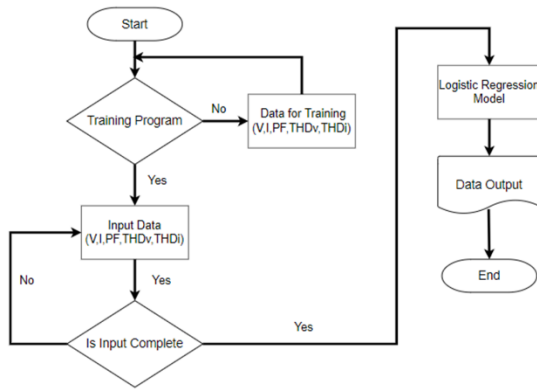 Start
Training Program
No
Data for Training
(V,I,PF,THDv,THDi)
Yes
Input Data
(V,I,PF,THDv,THDi)
No
Yes
Is Input Complete
Yes
Logistic Regression
Model
Data Output
End